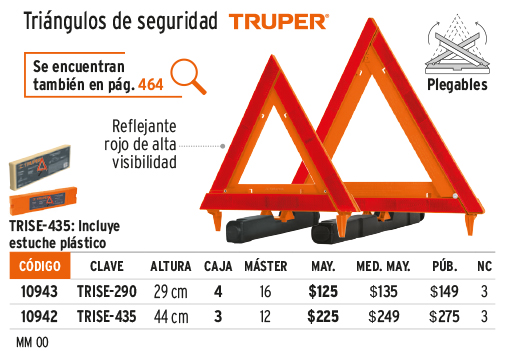 Triángulos de seguridad TRUPER®
Se encuentran
también en pág. 464
Plegables
Reflejante
rojo de alta
visibilidad
TRISE-435: Incluye
estuche plástico
CÓDIGO CLAVE ALTURA CAJA MÁSTER MAY. MED. MAY. PÚB. NC
10943 TRISE-290 29 cm 4 16 $125 $135 $149 3
10942 TRISE-435 44 cm 3 12 $225 $249 $275 3
MM 00